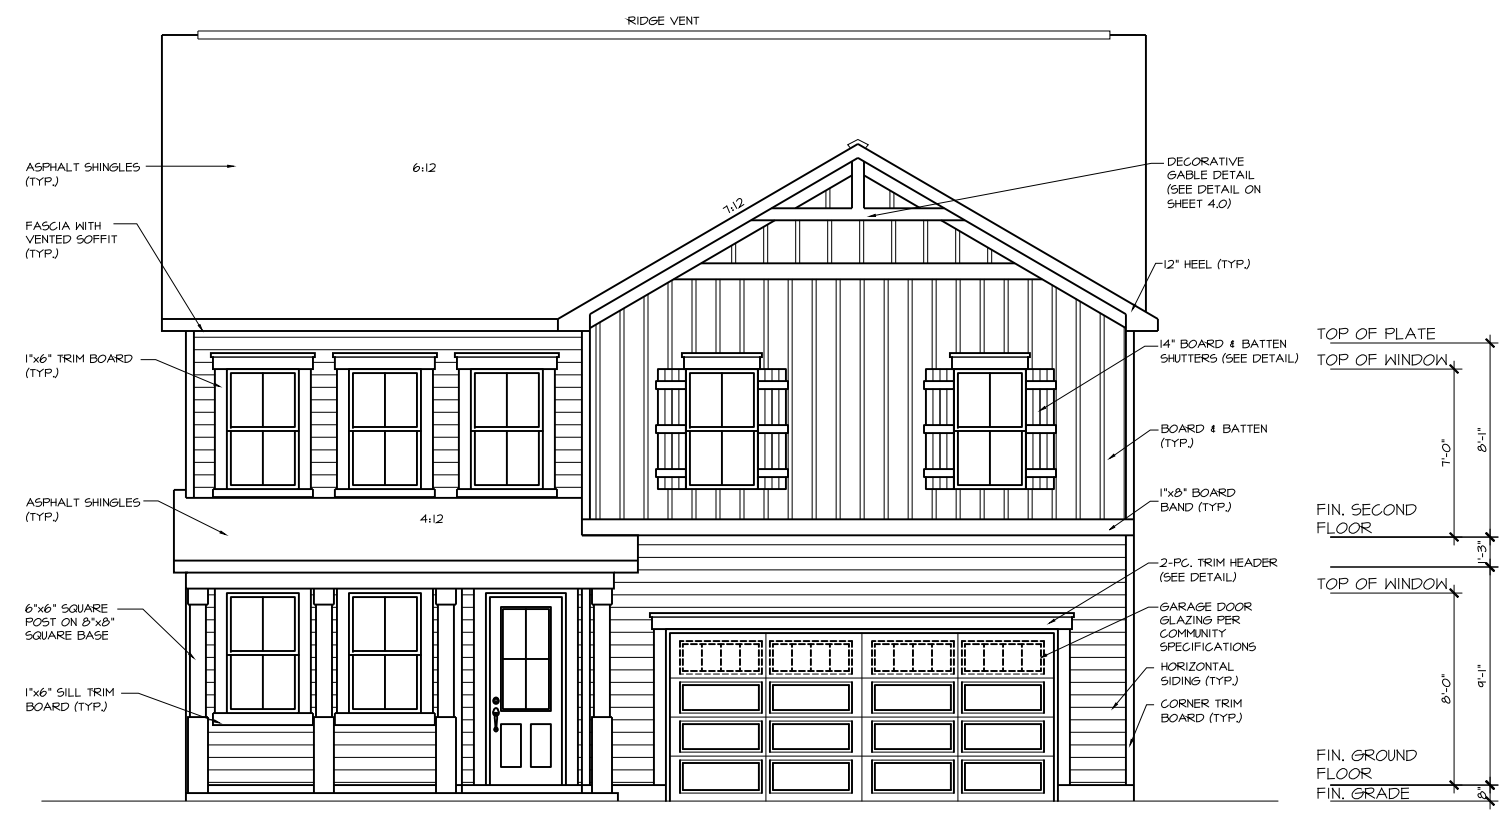 RIDGE VENT
ASPHALT SHINGLES
(TYP.)
6:12
7:12
DECORATIVE
GABLE DETAIL
(SEE DETAIL ON
SHEET 4.0)
FASCIA WITH
VENTED SOFFIT
(TYP.)
12" HEEL (TYP.)
1"x6" TRIM BOARD
(TYP.)
14" BOARD & BATTEN
SHUTTERS (SEE DETAIL)
BOARD & BATTEN
(TYP.)
ASPHALT SHINGLES
(TYP.)
4:12
1"x8" BOARD
BAND (TYP.)
2-PC. TRIM HEADER
(SEE DETAIL)
6"x6" SQUARE
POST ON 8"x8"
SQUARE BASE
GARAGE DOOR
GLAZING PER
COMMUNITY
SPECIFICATIONS
HORIZONTAL
SIDING (TYP.)
1"x6" SILL TRIM
BOARD (TYP.)
CORNER TRIM
BOARD (TYP.)
TOP OF PLATE
TOP OF WINDOW
7'-0"
8'-1"
FIN. SECOND
FLOOR
1'-3"
TOP OF WINDOW
8'-0"
9'-1"
FIN. GROUND
FLOOR
FIN. GRADE
8"